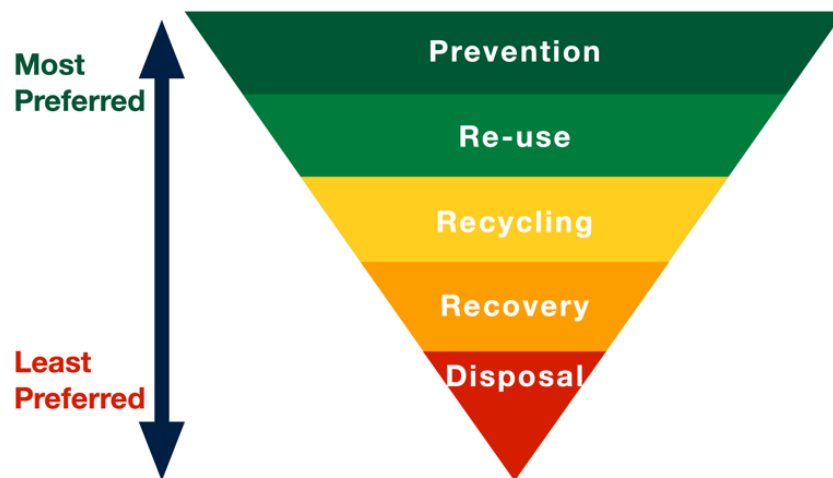 Most
Preferred
Prevention
Re-use
Recycling
Recovery
Least
Preferred
Disposal